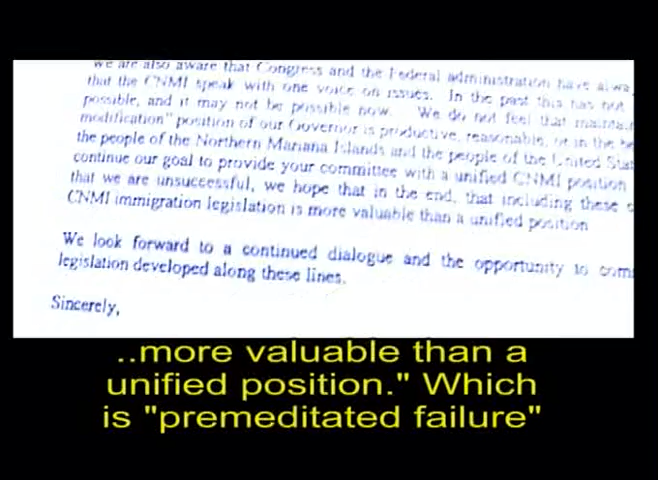 we are also aware that Congress and the Federal administration have
that the CNMI speak with one voice on issues. In the past this has not
possible, and it may not be possible now. We do not feel that
modification" position of our Governor is productive, reasonable, or in the
the people of the Northern Mariana Islands and the people of the United
continue our goal to provide your committee with a unified CNMI position
that we are unsuccessful, we hope that in the end, that including these
CNMI immigration legislation is more valuable than a unified position
We look forward to a continued dialogue and the opportunity to
legislation developed along these lines.
Sincerely,
..more valuable than a
unified position." Which
is "premeditated failure"